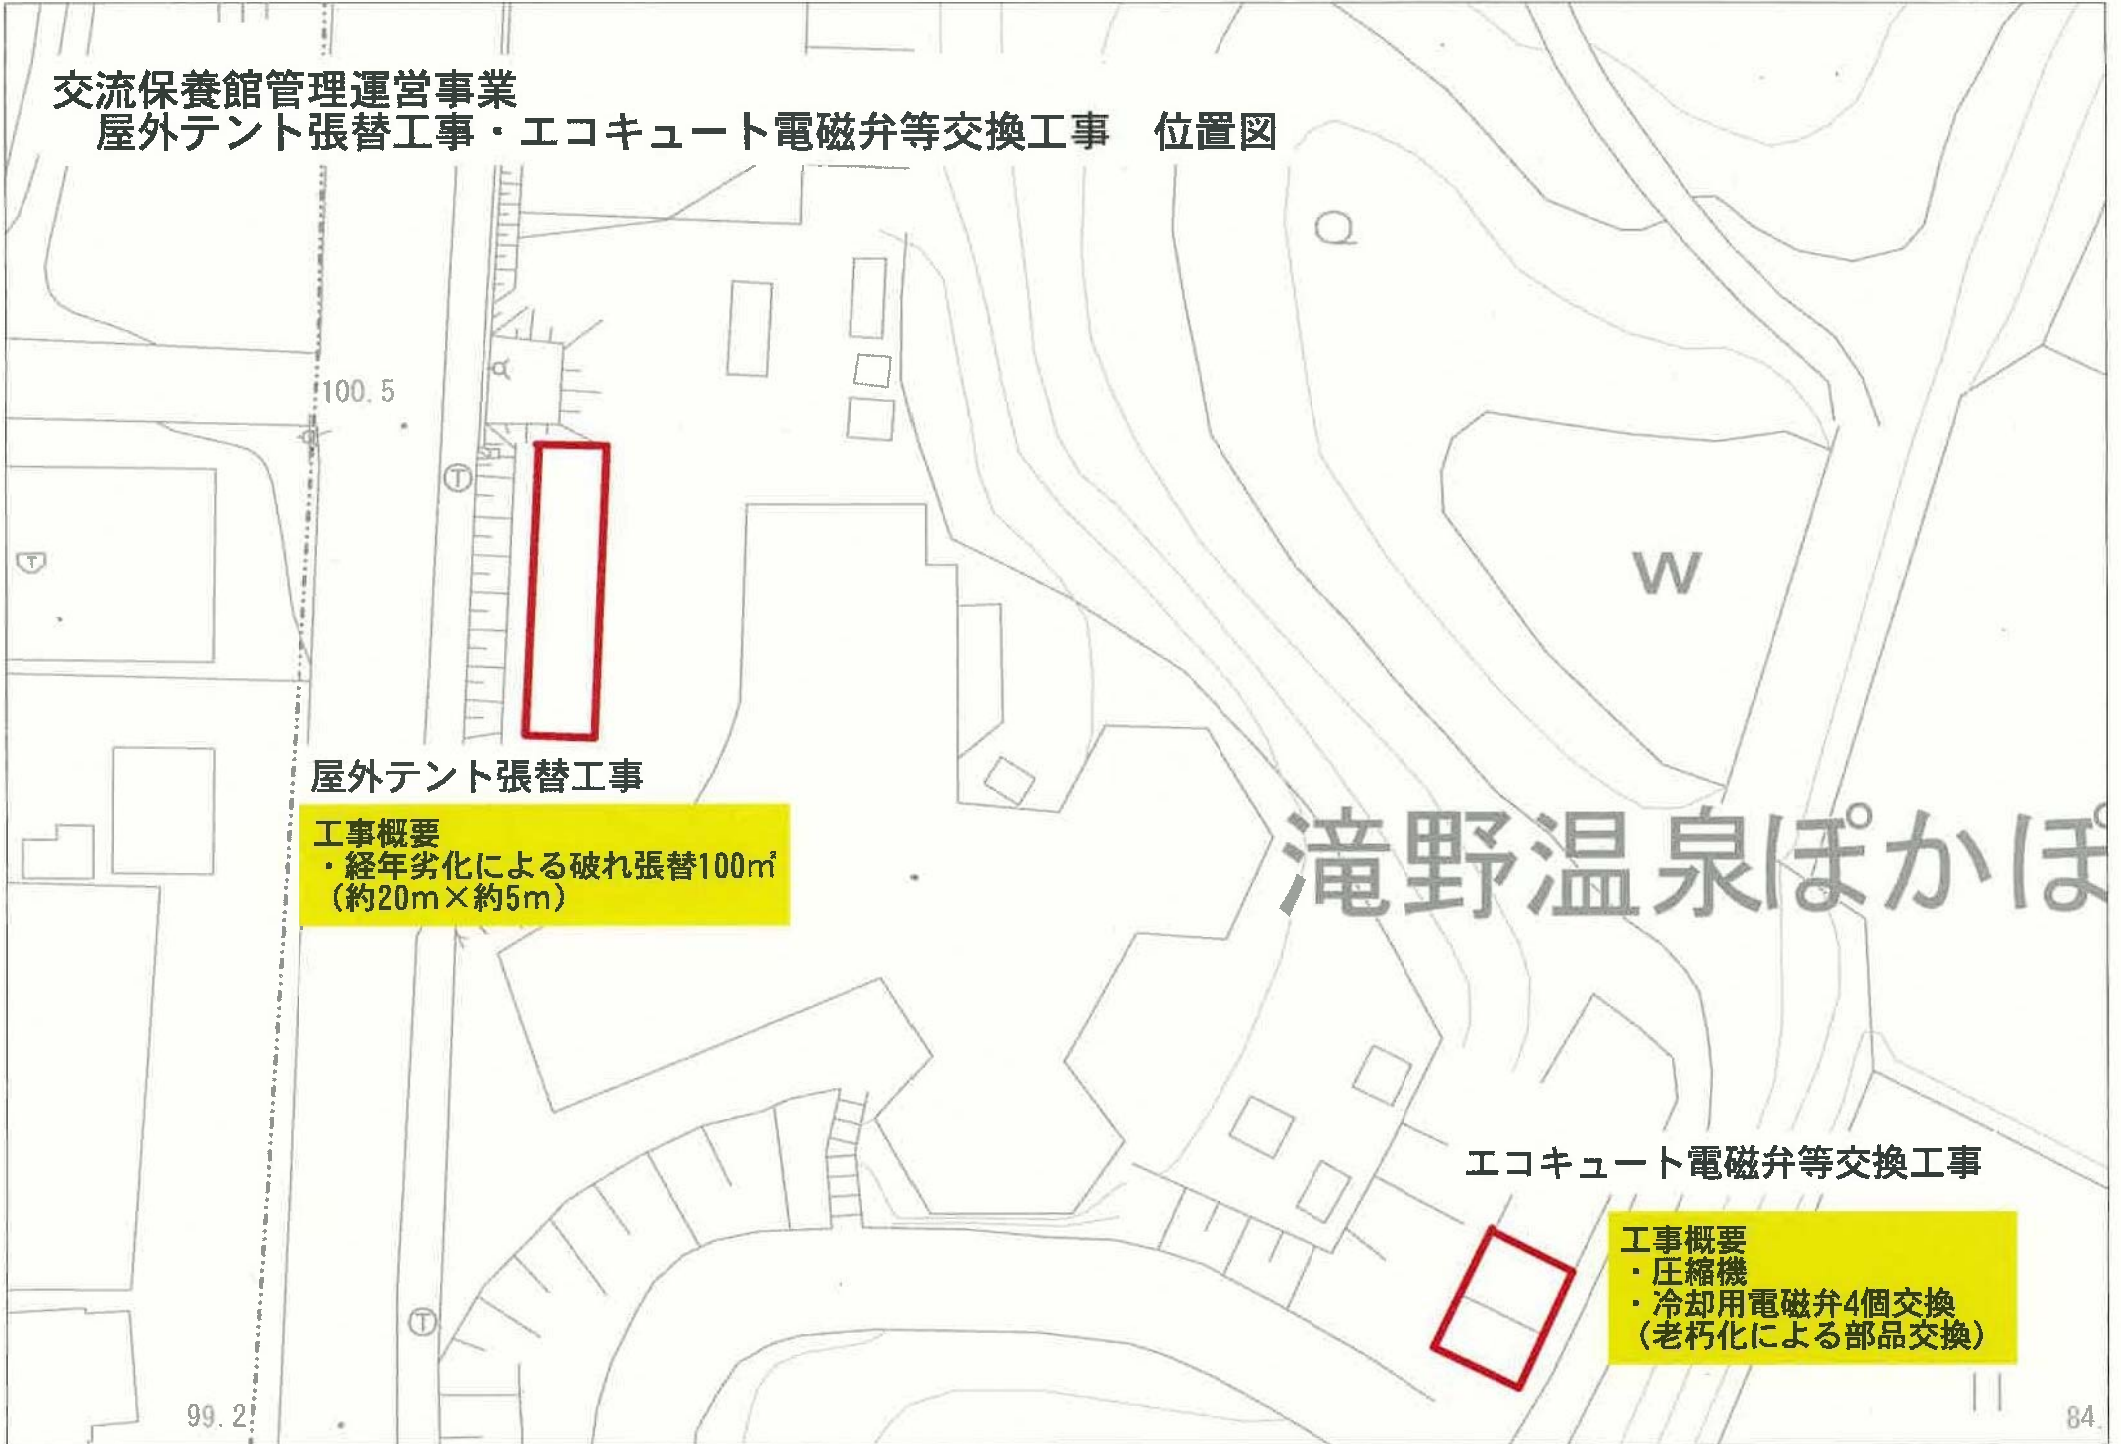 交流保養館管理運営事業
屋外テント張替工事・エコキュート電磁弁等交換工事　位置図
100.5
T
T
W
屋外テント張替工事
工事概要
・経年劣化による破れ張替100㎡
（約20m×約5m）
滝野温泉ぽかぽ
エコキュート電磁弁等交換工事
工事概要
・圧縮機
・冷却用電磁弁4個交換
（老朽化による部品交換）
T
99.2
84.